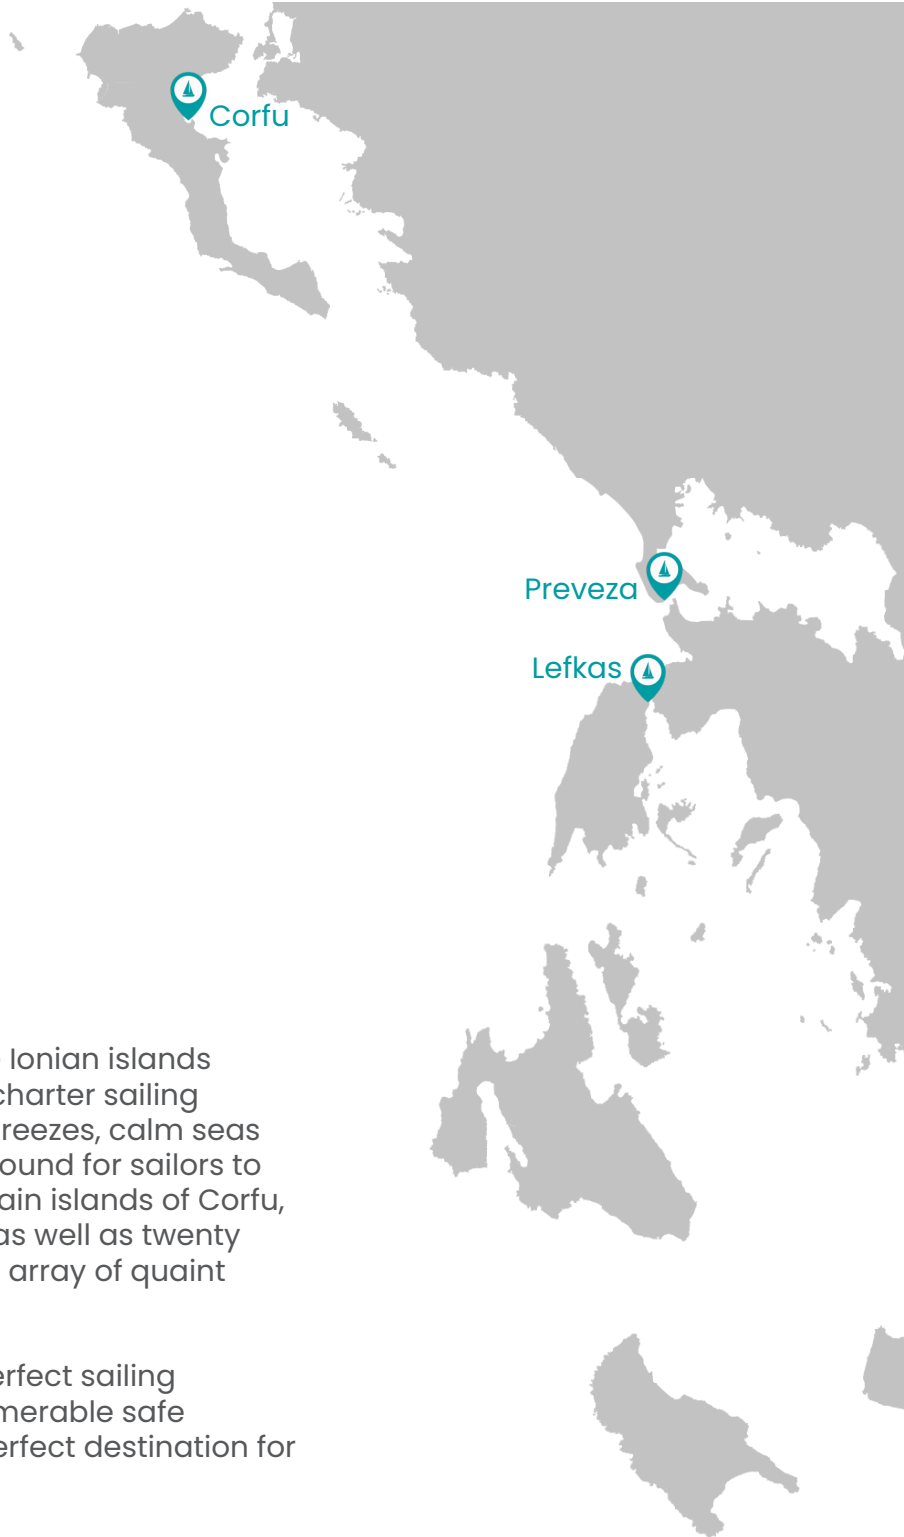 Corfu
Preveza
Lefkas
Ionian islands
charter sailing
reezes, calm seas
ound for sailors to
ain islands of Corfu,
as well as twenty
array of quaint
erfect sailing
merable safe
erfect destination for